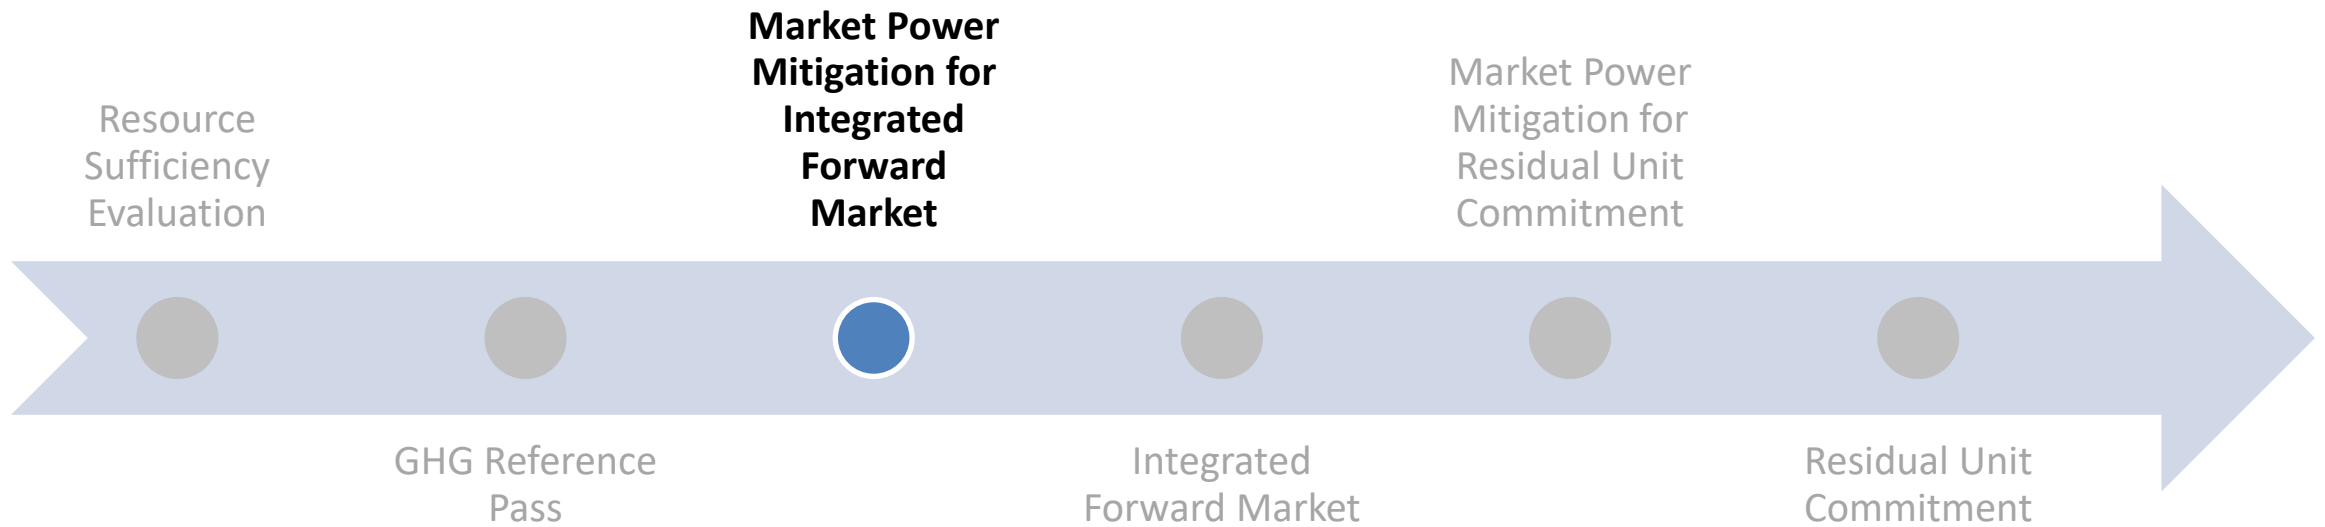 Resource
Sufficiency
Evaluation
GHG Reference
Pass
Market Power
Mitigation for
Integrated
Forward
Market
Integrated
Forward Market
Market Power
Mitigation for
Residual Unit
Commitment
Residual Unit
Commitment